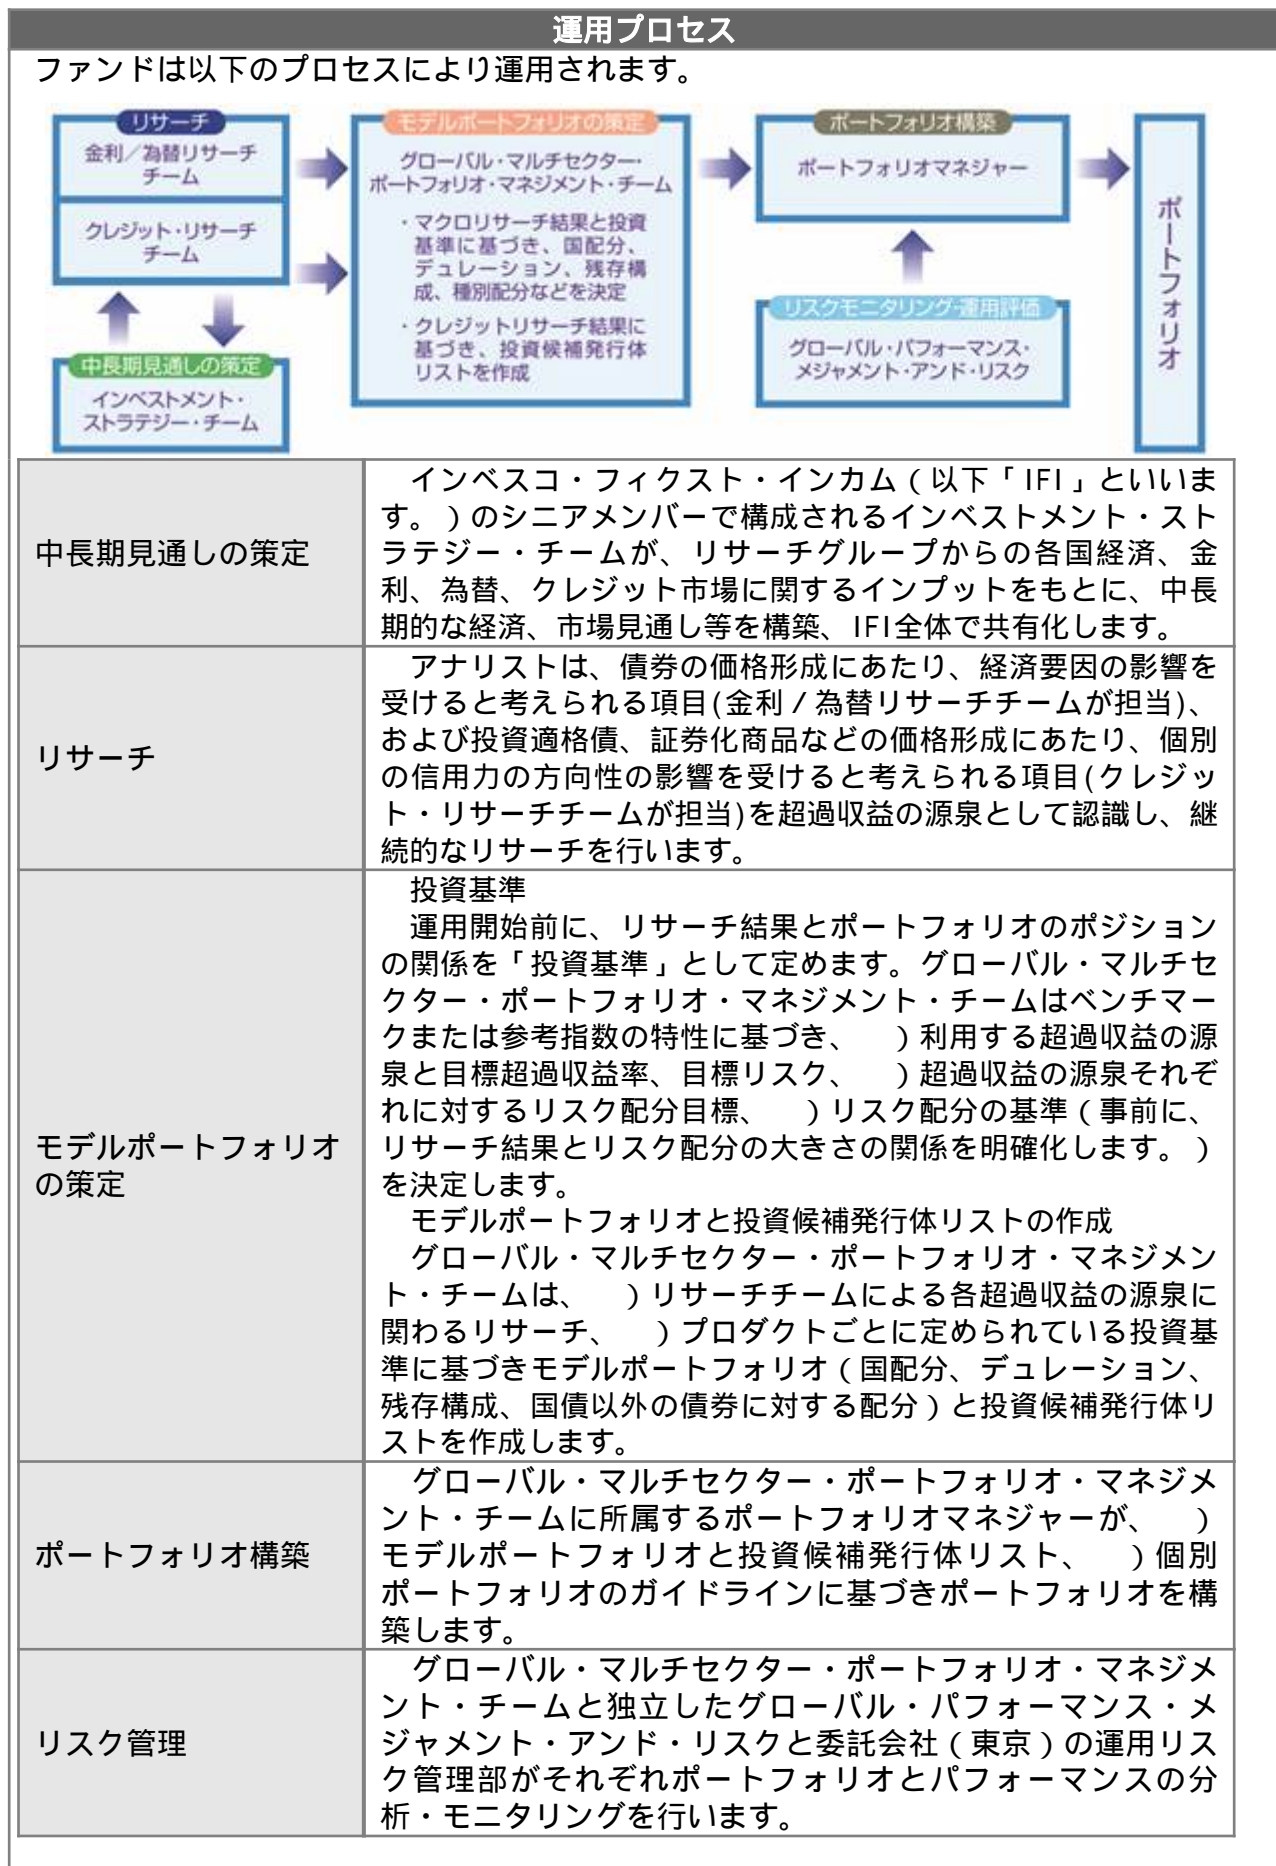 運用プロセス
ファンドは以下のプロセスにより運用されます。
リサーチ
金利／為替リサーチ
チーム
クレジット・リサーチ
チーム
中長期見通しの策定
インベストメント・
ストラテジー・チーム
モデルポートフォリオの策定
グローバル・マルチセクター・
ポートフォリオ・マネジメント・チーム
・マクロリサーチ結果と投資
基準に基づき、国配分、
デュレーション、残存構
成、種別配分などを決定
・クレジットリサーチ結果に
基づき、投資候補発行体
リストを作成
ポートフォリオ構築
ポートフォリオマネジャー
リスクモニタリング・運用評価
グローバル・パフォーマンス・
メジャメント・アンド・リスク
ポートフォリオ
中長期見通しの策定
インベスコ・フィクスト・インカム（以下「IFI」といいま
す。）のシニアメンバーで構成されるインベストメント・スト
ラテジー・チームが、リサーチグループからの各国経済、金
利、為替、クレジット市場に関するインプットをもとに、中長
期的な経済、市場見通し等を構築、IFI全体で共有化します。
リサーチ
アナリストは、債券の価格形成にあたり、経済要因の影響を
受けると考えられる項目(金利／為替リサーチチームが担当)、
および投資適格債、証券化商品などの価格形成にあたり、個別
の信用力の方向性の影響を受けると考えられる項目(クレジッ
ト・リサーチチームが担当)を超過収益の源泉として認識し、継
続的なリサーチを行います。
モデルポートフォリオ
の策定
投資基準
運用開始前に、リサーチ結果とポートフォリオのポジション
の関係を「投資基準」として定めます。グローバル・マルチセ
クター・ポートフォリオ・マネジメント・チームはベンチマー
クまたは参考指数の特性に基づき、　）利用する超過収益の源
泉と目標超過収益率、目標リスク、　）超過収益の源泉それぞ
れに対するリスク配分目標、　）リスク配分の基準（事前に、
リサーチ結果とリスク配分の大きさの関係を明確化します。）
を決定します。
モデルポートフォリオと投資候補発行体リストの作成
グローバル・マルチセクター・ポートフォリオ・マネジメン
ト・チームは、　）リサーチチームによる各超過収益の源泉に
関わるリサーチ、　）プロダクトごとに定められている投資基
準に基づきモデルポートフォリオ（国配分、デュレーション、
残存構成、国債以外の債券に対する配分）と投資候補発行体リ
ストを作成します。
ポートフォリオ構築
グローバル・マルチセクター・ポートフォリオ・マネジメ
ント・チームに所属するポートフォリオマネジャーが、　）
モデルポートフォリオと投資候補発行体リスト、　）個別
ポートフォリオのガイドラインに基づきポートフォリオを構
築します。
リスク管理
グローバル・マルチセクター・ポートフォリオ・マネジメ
ント・チームと独立したグローバル・パフォーマンス・メ
ジャメント・アンド・リスクと委託会社（東京）の運用リス
ク管理部がそれぞれポートフォリオとパフォーマンスの分
析・モニタリングを行います。